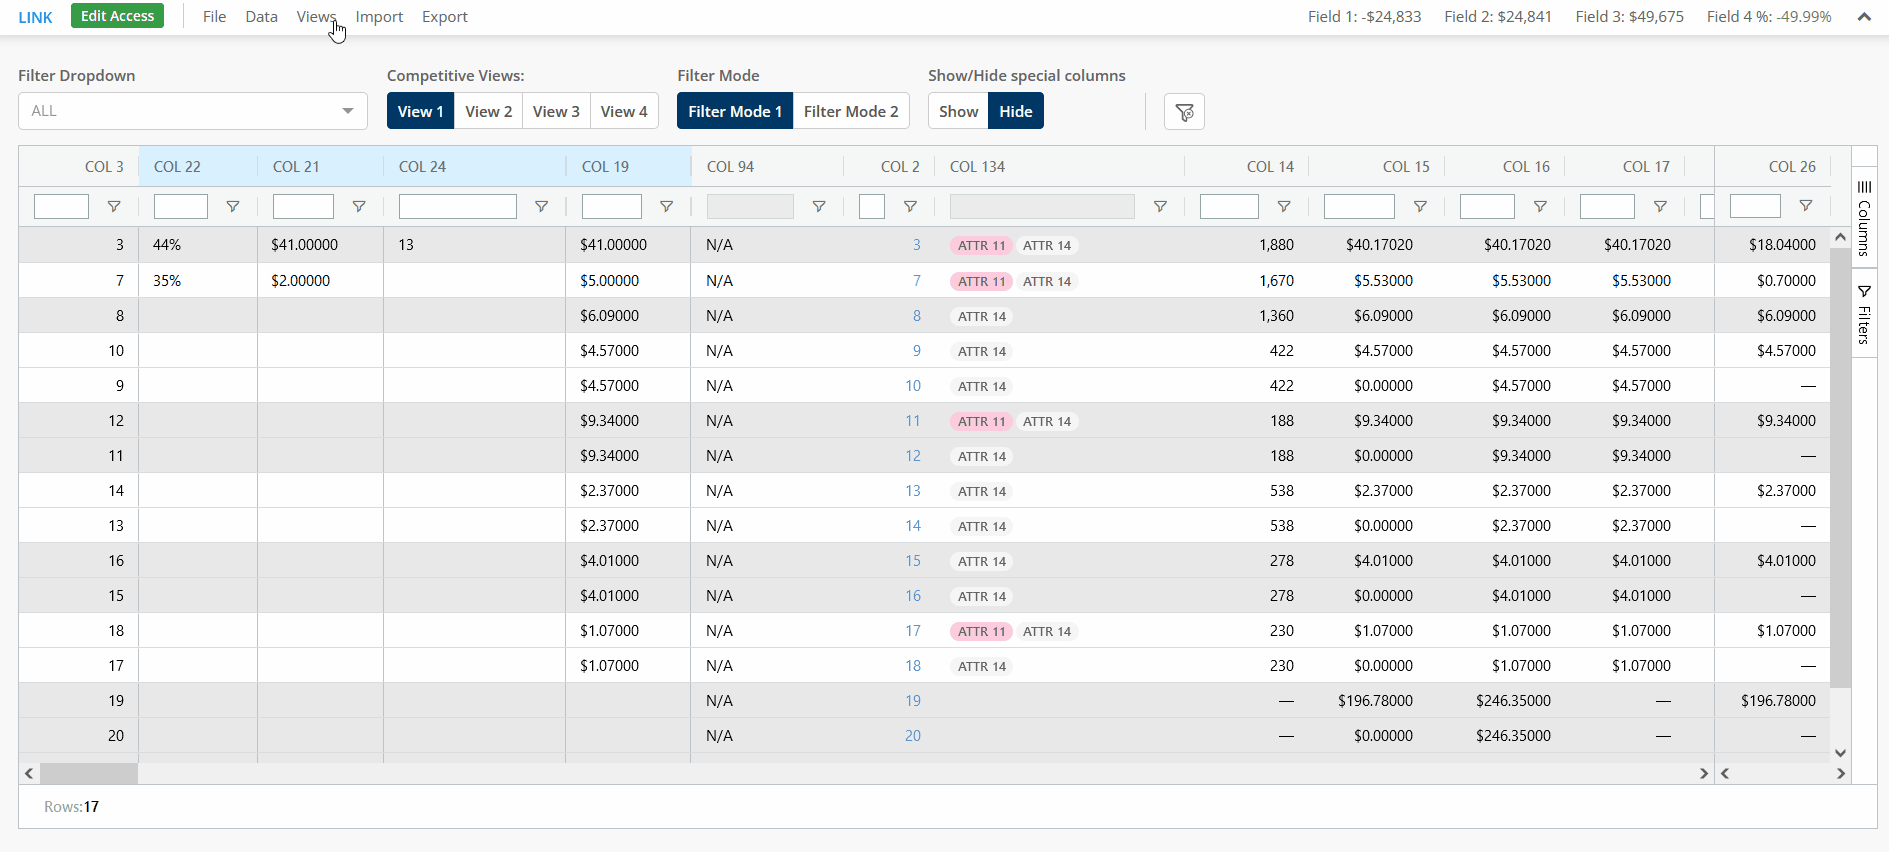 LINK Edit Access File Data Views Import Export Field 1: -$24,833 Field 2: $24,841 Field 3: $49,675 Field 4 %: -49.99%
Filter Dropdown Competitive Views: Filter Mode Show/Hide special columns
ALL View 1 View 2 View 3 View 4 Filter Mode 1 Filter Mode 2 Show Hide
COL 3 COL 22 COL 21 COL 24 COL 19 COL 94 COL 2 COL 134 COL 14 COL 15 COL 16 COL 17 COL 26
Columns
Filters
3 44% $41.00000 13 $41.00000 N/A 3 ATTR 11 ATTR 14 1,880 $40.17020 $40.17020 $40.17020 $18.04000
7 35% $2.00000 $5.00000 N/A 7 ATTR 11 ATTR 14 1,670 $5.53000 $5.53000 $5.53000 $0.70000
8 $6.09000 N/A 8 ATTR 14 1,360 $6.09000 $6.09000 $6.09000 $6.09000
10 $4.57000 N/A 9 ATTR 14 422 $4.57000 $4.57000 $4.57000 $4.57000
9 $4.57000 N/A 10 ATTR 14 422 $0.00000 $4.57000 $4.57000 —
12 $9.34000 N/A 11 ATTR 11 ATTR 14 188 $9.34000 $9.34000 $9.34000 $9.34000
11 $9.34000 N/A 12 ATTR 14 188 $0.00000 $9.34000 $9.34000 —
14 $2.37000 N/A 13 ATTR 14 538 $2.37000 $2.37000 $2.37000 $2.37000
13 $2.37000 N/A 14 ATTR 14 538 $0.00000 $2.37000 $2.37000 —
16 $4.01000 N/A 15 ATTR 14 278 $4.01000 $4.01000 $4.01000 $4.01000
15 $4.01000 N/A 16 ATTR 14 278 $0.00000 $4.01000 $4.01000 —
18 $1.07000 N/A 17 ATTR 11 ATTR 14 230 $1.07000 $1.07000 $1.07000 $1.07000
17 $1.07000 N/A 18 ATTR 14 230 $0.00000 $1.07000 $1.07000 —
19 N/A 19 — $196.78000 $246.35000 — $196.78000
20 N/A 20 — $0.00000 $246.35000 — —
Rows:17